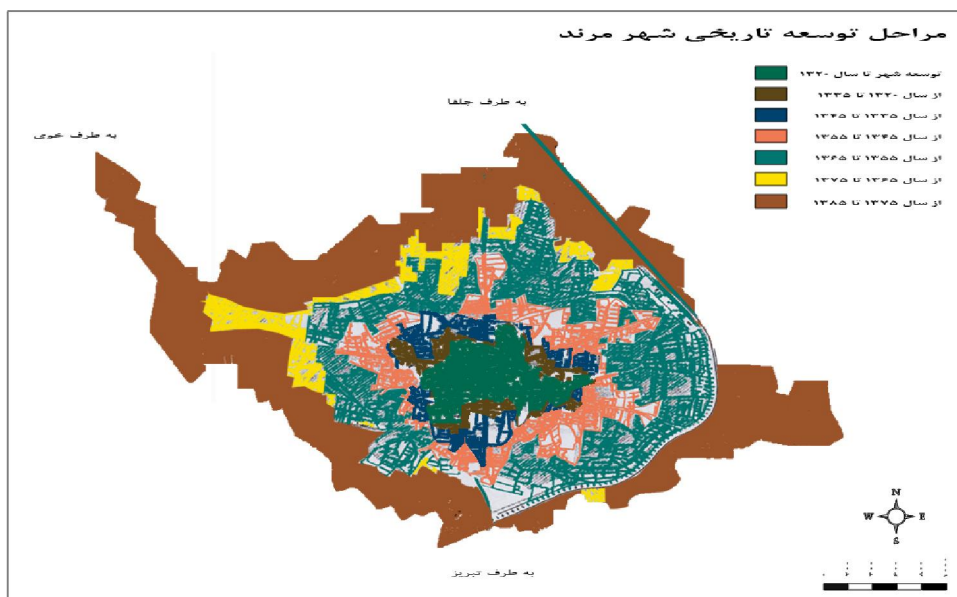 مراحل توسعه تاریخی شهر مرند
توسعه شهر تا سال ۱۳۲۰
از سال ۱۳۲۰ تا ۱۳۳۵
از سال ۱۳۳۵ تا ۱۳۴۵
از سال ۱۳۴۵ تا ۱۳۵۵
از سال ۱۳۵۵ تا ۱۳۶۵
از سال ۱۳۶۵ تا ۱۳۷۵
از سال ۱۳۷۵ تا ۱۳۸۵
به طرف جلفا
به طرف خوی
به طرف تبریز
N
W E
S